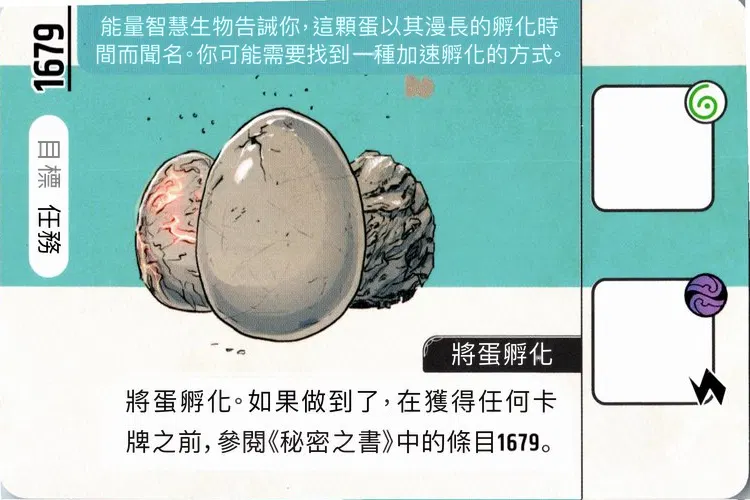 能量智慧生物告誡你，這顆蛋以其漫長的孵化時
間而聞名。你可能需要找到一種加速孵化的方式。
1679
目標 任務
將蛋孵化
將蛋孵化。如果做到了，在獲得任何卡
牌之前，參閱《秘密之書》中的條目1679。